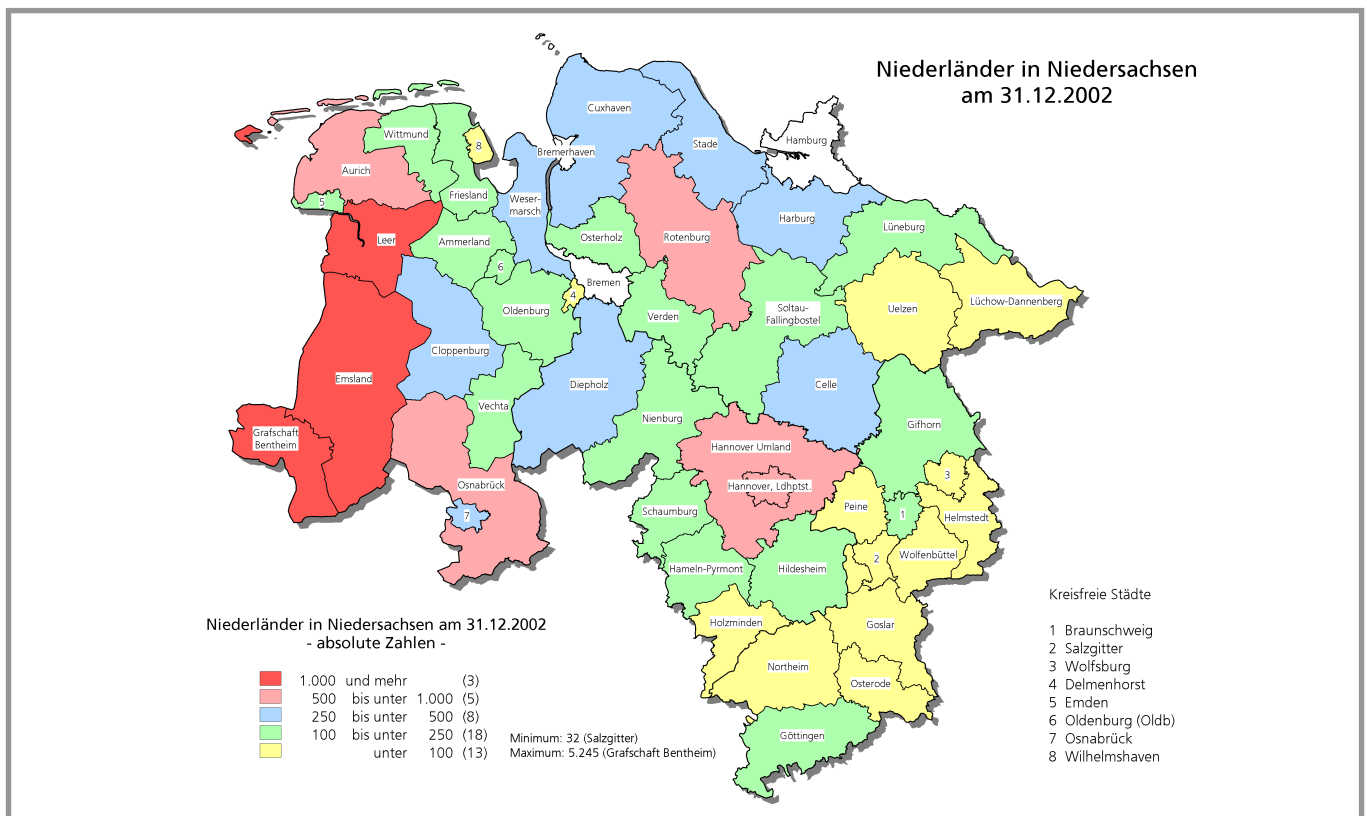 Niederländer in Niedersachsen
am 31.12.2002
Cuxhaven
Wittmund
Stade
Hamburg
8
Bremerhaven
Aurich
Friesland
5
Weser-
marsch
Harburg
Lüneburg
Leer
Ammerland
Osterholz
Rotenburg
6
Bremen
4
Oldenburg
Verden
Soltau-
Fallingbostel
Uelzen
Lüchow-Dannenberg
Cloppenburg
Emsland
Diepholz
Celle
Vechta
Nienburg
Gifhorn
Grafschaft
Bentheim
Hannover Umland
Osnabrück
Hannover, Ldhptst.
3
7
Schaumburg
Peine
1
Helmstedt
Hameln-Pyrmont
Hildesheim
2
Wolfenbüttel
Holzminden
Goslar
Northeim
Osterode
Göttingen
Niederländer in Niedersachsen am 31.12.2002
- absolute Zahlen -
1.000 und mehr (3)
500 bis unter 1.000 (5)
250 bis unter 500 (8)
100 bis unter 250 (18)
unter 100 (13)
Minimum: 32 (Salzgitter)
Maximum: 5.245 (Grafschaft Bentheim)
Kreisfreie Städte
1 Braunschweig
2 Salzgitter
3 Wolfsburg
4 Delmenhorst
5 Emden
6 Oldenburg (Oldb)
7 Osnabrück
8 Wilhelmshaven